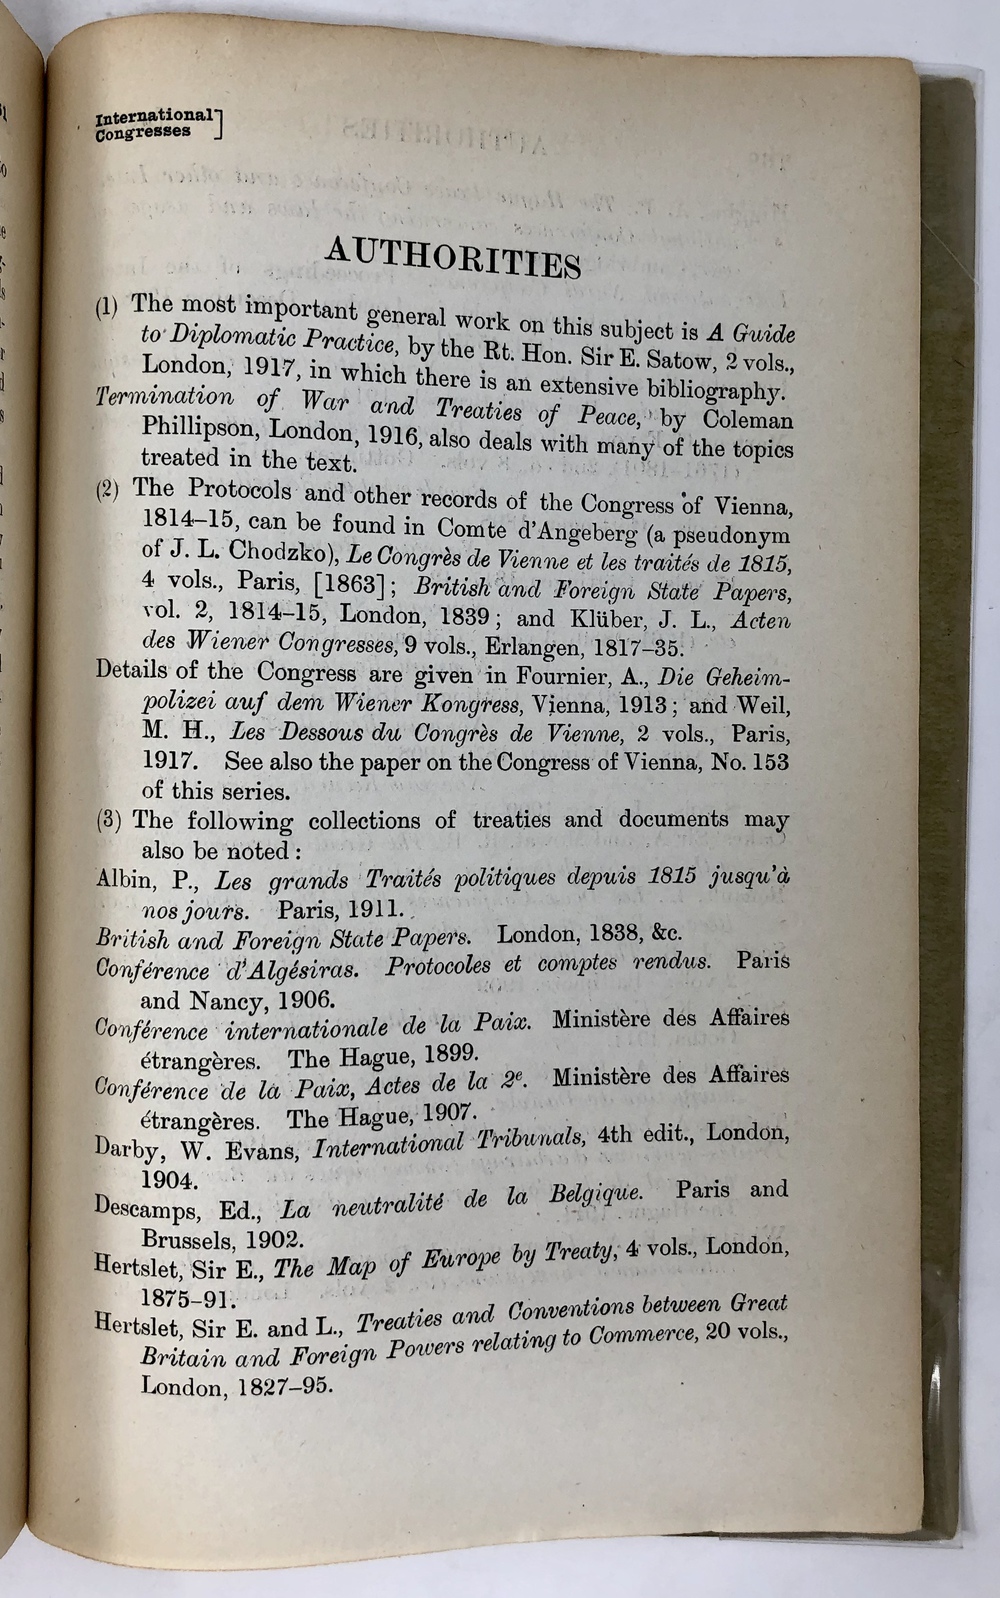 International]
Congresses
AUTHORITIES
(1) The most important general work on this subject is A Guide
to Diplomatic Practice, by the Rt. Hon. Sir E. Satow, 2 vols.,
London, 1917, in which there is an extensive bibliography.
Termination of War and Treaties of Peace, by Coleman
Phillipson, London, 1916, also deals with many of the topics
treated in the text.
(2) The Protocols and other records of the Congress of Vienna,
1814–15, can be found in Comte d'Angeberg (a pseudonym
of J. L. Chodzko), Le Congrès de Vienne et les traités de 1815,
4 vols., Paris, [1863]; British and Foreign State Papers,
vol. 2, 1814–15, London, 1839; and Klüber, J. L., Acten
des Wiener Congresses, 9 vols., Erlangen, 1817–35.
Details of the Congress are given in Fournier, A., Die Geheim-
polizei auf dem Wiener Kongress, Vienna, 1913; and Weil,
M. H., Les Dessous du Congrès de Vienne, 2 vols., Paris,
1917. See also the paper on the Congress of Vienna, No. 153
of this series.
(3) The following collections of treaties and documents may
also be noted:
Albin, P., Les grands Traités politiques depuis 1815 jusqu'à
nos jours. Paris, 1911.
British and Foreign State Papers. London, 1838, &c.
Conférence d'Algésiras. Protocoles et comptes rendus. Paris
and Nancy, 1906.
Conférence internationale de la Paix. Ministère des Affaires
étrangères. The Hague, 1899.
Conférence de la Paix, Actes de la 2e. Ministère des Affaires
étrangères. The Hague, 1907.
Darby, W. Evans, International Tribunals, 4th edit., London,
1904.
Descamps, Ed., La neutralité de la Belgique. Paris and
Brussels, 1902.
Hertslet, Sir E., The Map of Europe by Treaty, 4 vols., London,
1875–91.
Hertslet, Sir E. and L., Treaties and Conventions between Great
Britain and Foreign Powers relating to Commerce, 20 vols.,
London, 1827–95.